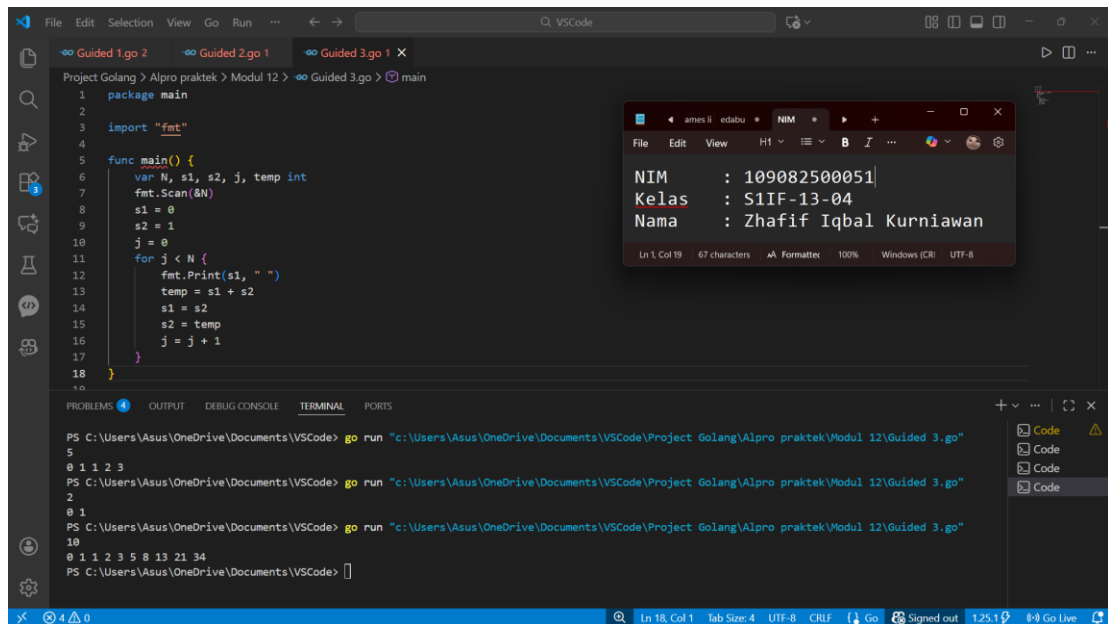 File Edit Selection View Go Run ... VSCode
Guided 1.go 2 Guided 2.go 1 Guided 3.go 1
Project Golang > Alpro praktek > Modul 12 > Guided 3.go > main
1 package main
2
3 import "fmt"
4
5 func main() {
6 var N, s1, s2, j, temp int
7 fmt.Scan(&N)
8 s1 = 0
9 s2 = 1
10 j = 0
11 for j < N {
12 fmt.Print(s1, " ")
13 temp = s1 + s2
14 s1 = s2
15 s2 = temp
16 j = j + 1
17 }
18 }
19
ames li edabu NIM +
File Edit View H1 B I ...
NIM : 109082500051
Kelas : S1IF-13-04
Nama : Zhafif Iqbal Kurniawan
Ln 1, Col 19 67 characters Formattec 100% Windows (CRI UTF-8
3
PROBLEMS 4 OUTPUT DEBUG CONSOLE TERMINAL PORTS
PS C:\Users\Asus\OneDrive\Documents\VSCode> go run "c:\Users\Asus\OneDrive\Documents\VSCode\Project Golang\Alpro praktek\Modul 12\Guided 3.go"
5
0 1 1 2 3
PS C:\Users\Asus\OneDrive\Documents\VSCode> go run "c:\Users\Asus\OneDrive\Documents\VSCode\Project Golang\Alpro praktek\Modul 12\Guided 3.go"
2
0 1
PS C:\Users\Asus\OneDrive\Documents\VSCode> go run "c:\Users\Asus\OneDrive\Documents\VSCode\Project Golang\Alpro praktek\Modul 12\Guided 3.go"
10
0 1 1 2 3 5 8 13 21 34
PS C:\Users\Asus\OneDrive\Documents\VSCode>
Code
Code
Code
Code
4 0 Ln 18, Col 1 Tab Size: 4 UTF-8 CRLF Go Signed out 1.25.1 Go Live